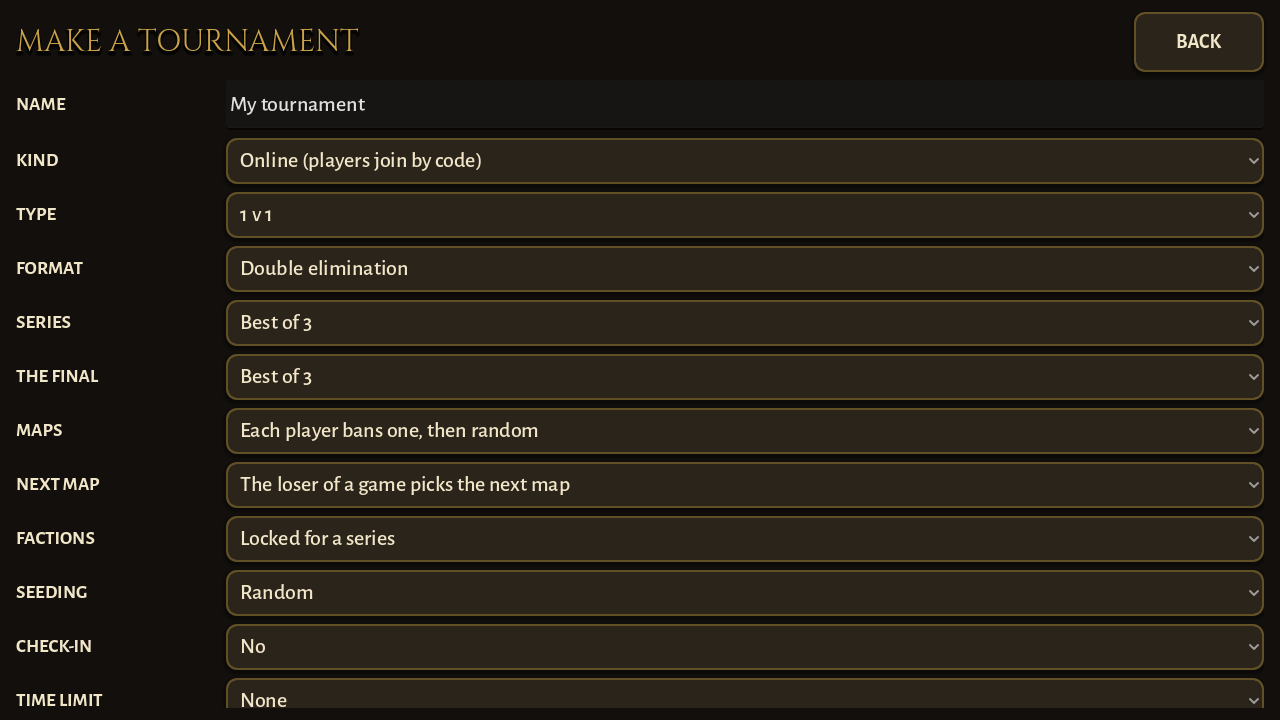 MAKE A TOURNAMENT
BACK
NAME
My tournament
KIND
Online (players join by code)
TYPE
1 v 1
FORMAT
Double elimination
SERIES
Best of 3
THE FINAL
Best of 3
MAPS
Each player bans one, then random
NEXT MAP
The loser of a game picks the next map
FACTIONS
Locked for a series
SEEDING
Random
CHECK-IN
No
TIME LIMIT
None